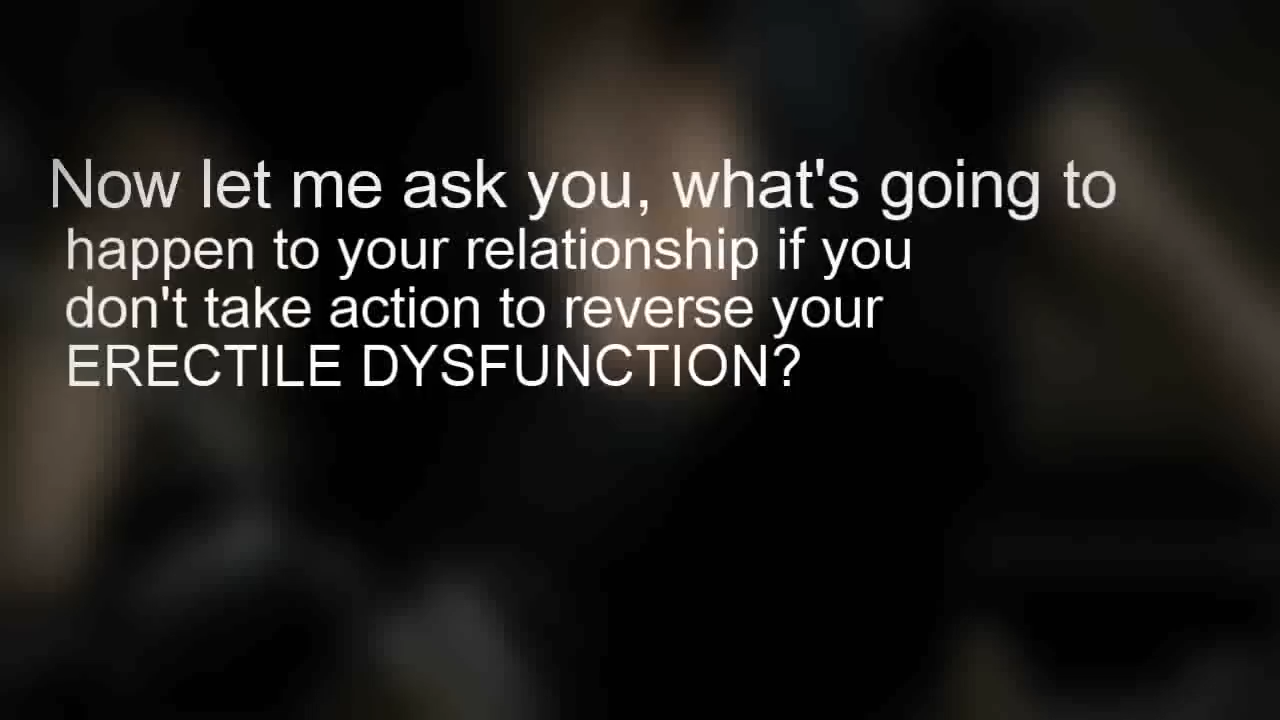 Now let me ask you, what's going to
happen to your relationship if you
don't take action to reverse your
ERECTILE DYSFUNCTION?